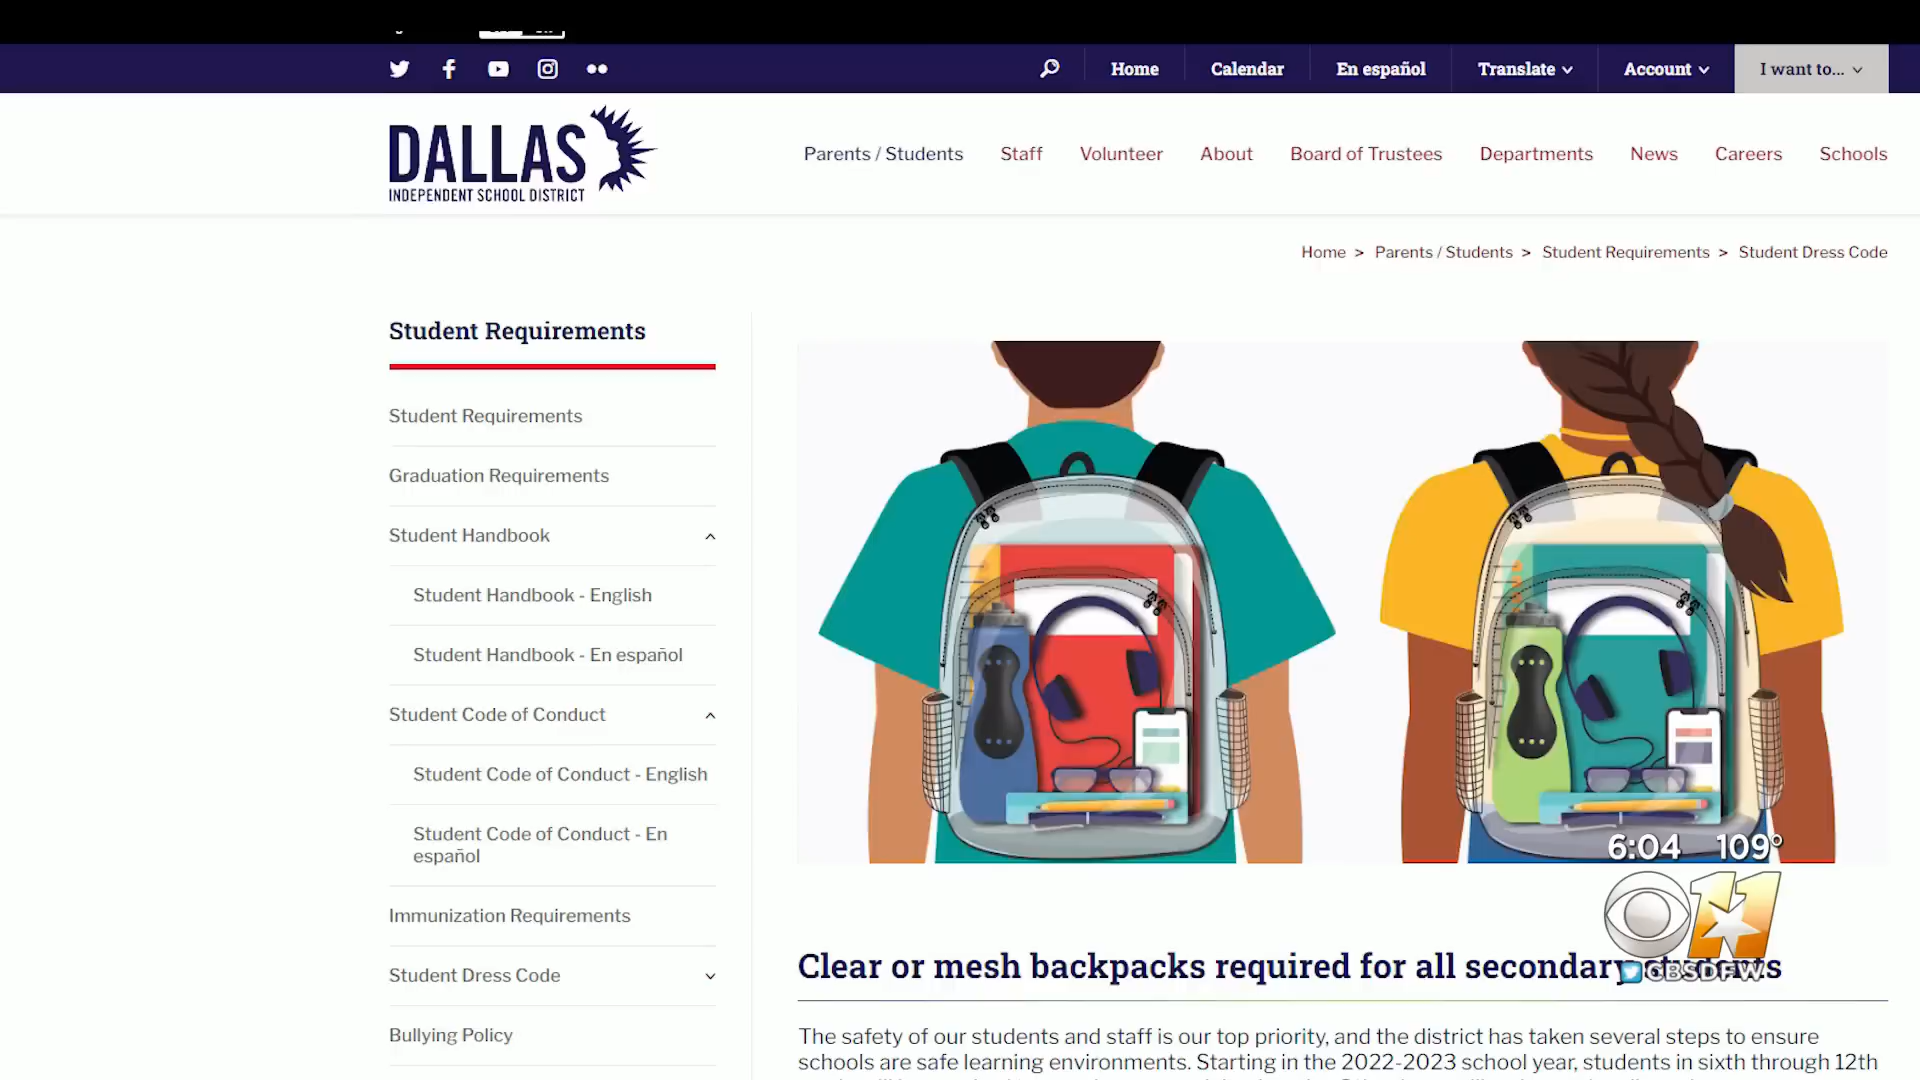 Home
Calendar
En español
Translate
Account
I want to...
DALLAS
INDEPENDENT SCHOOL DISTRICT
Parents / Students
Staff
Volunteer
About
Board of Trustees
Departments
News
Careers
Schools
Home > Parents / Students > Student Requirements > Student Dress Code
Student Requirements
Student Requirements
Graduation Requirements
Student Handbook
Student Handbook - English
Student Handbook - En español
Student Code of Conduct
Student Code of Conduct - English
Student Code of Conduct - En
español
Immunization Requirements
Student Dress Code
Bullying Policy
6:04 109°
11
CBSDFW
Clear or mesh backpacks required for all secondary students
The safety of our students and staff is our top priority, and the district has taken several steps to ensure
schools are safe learning environments. Starting in the 2022-2023 school year, students in sixth through 12th